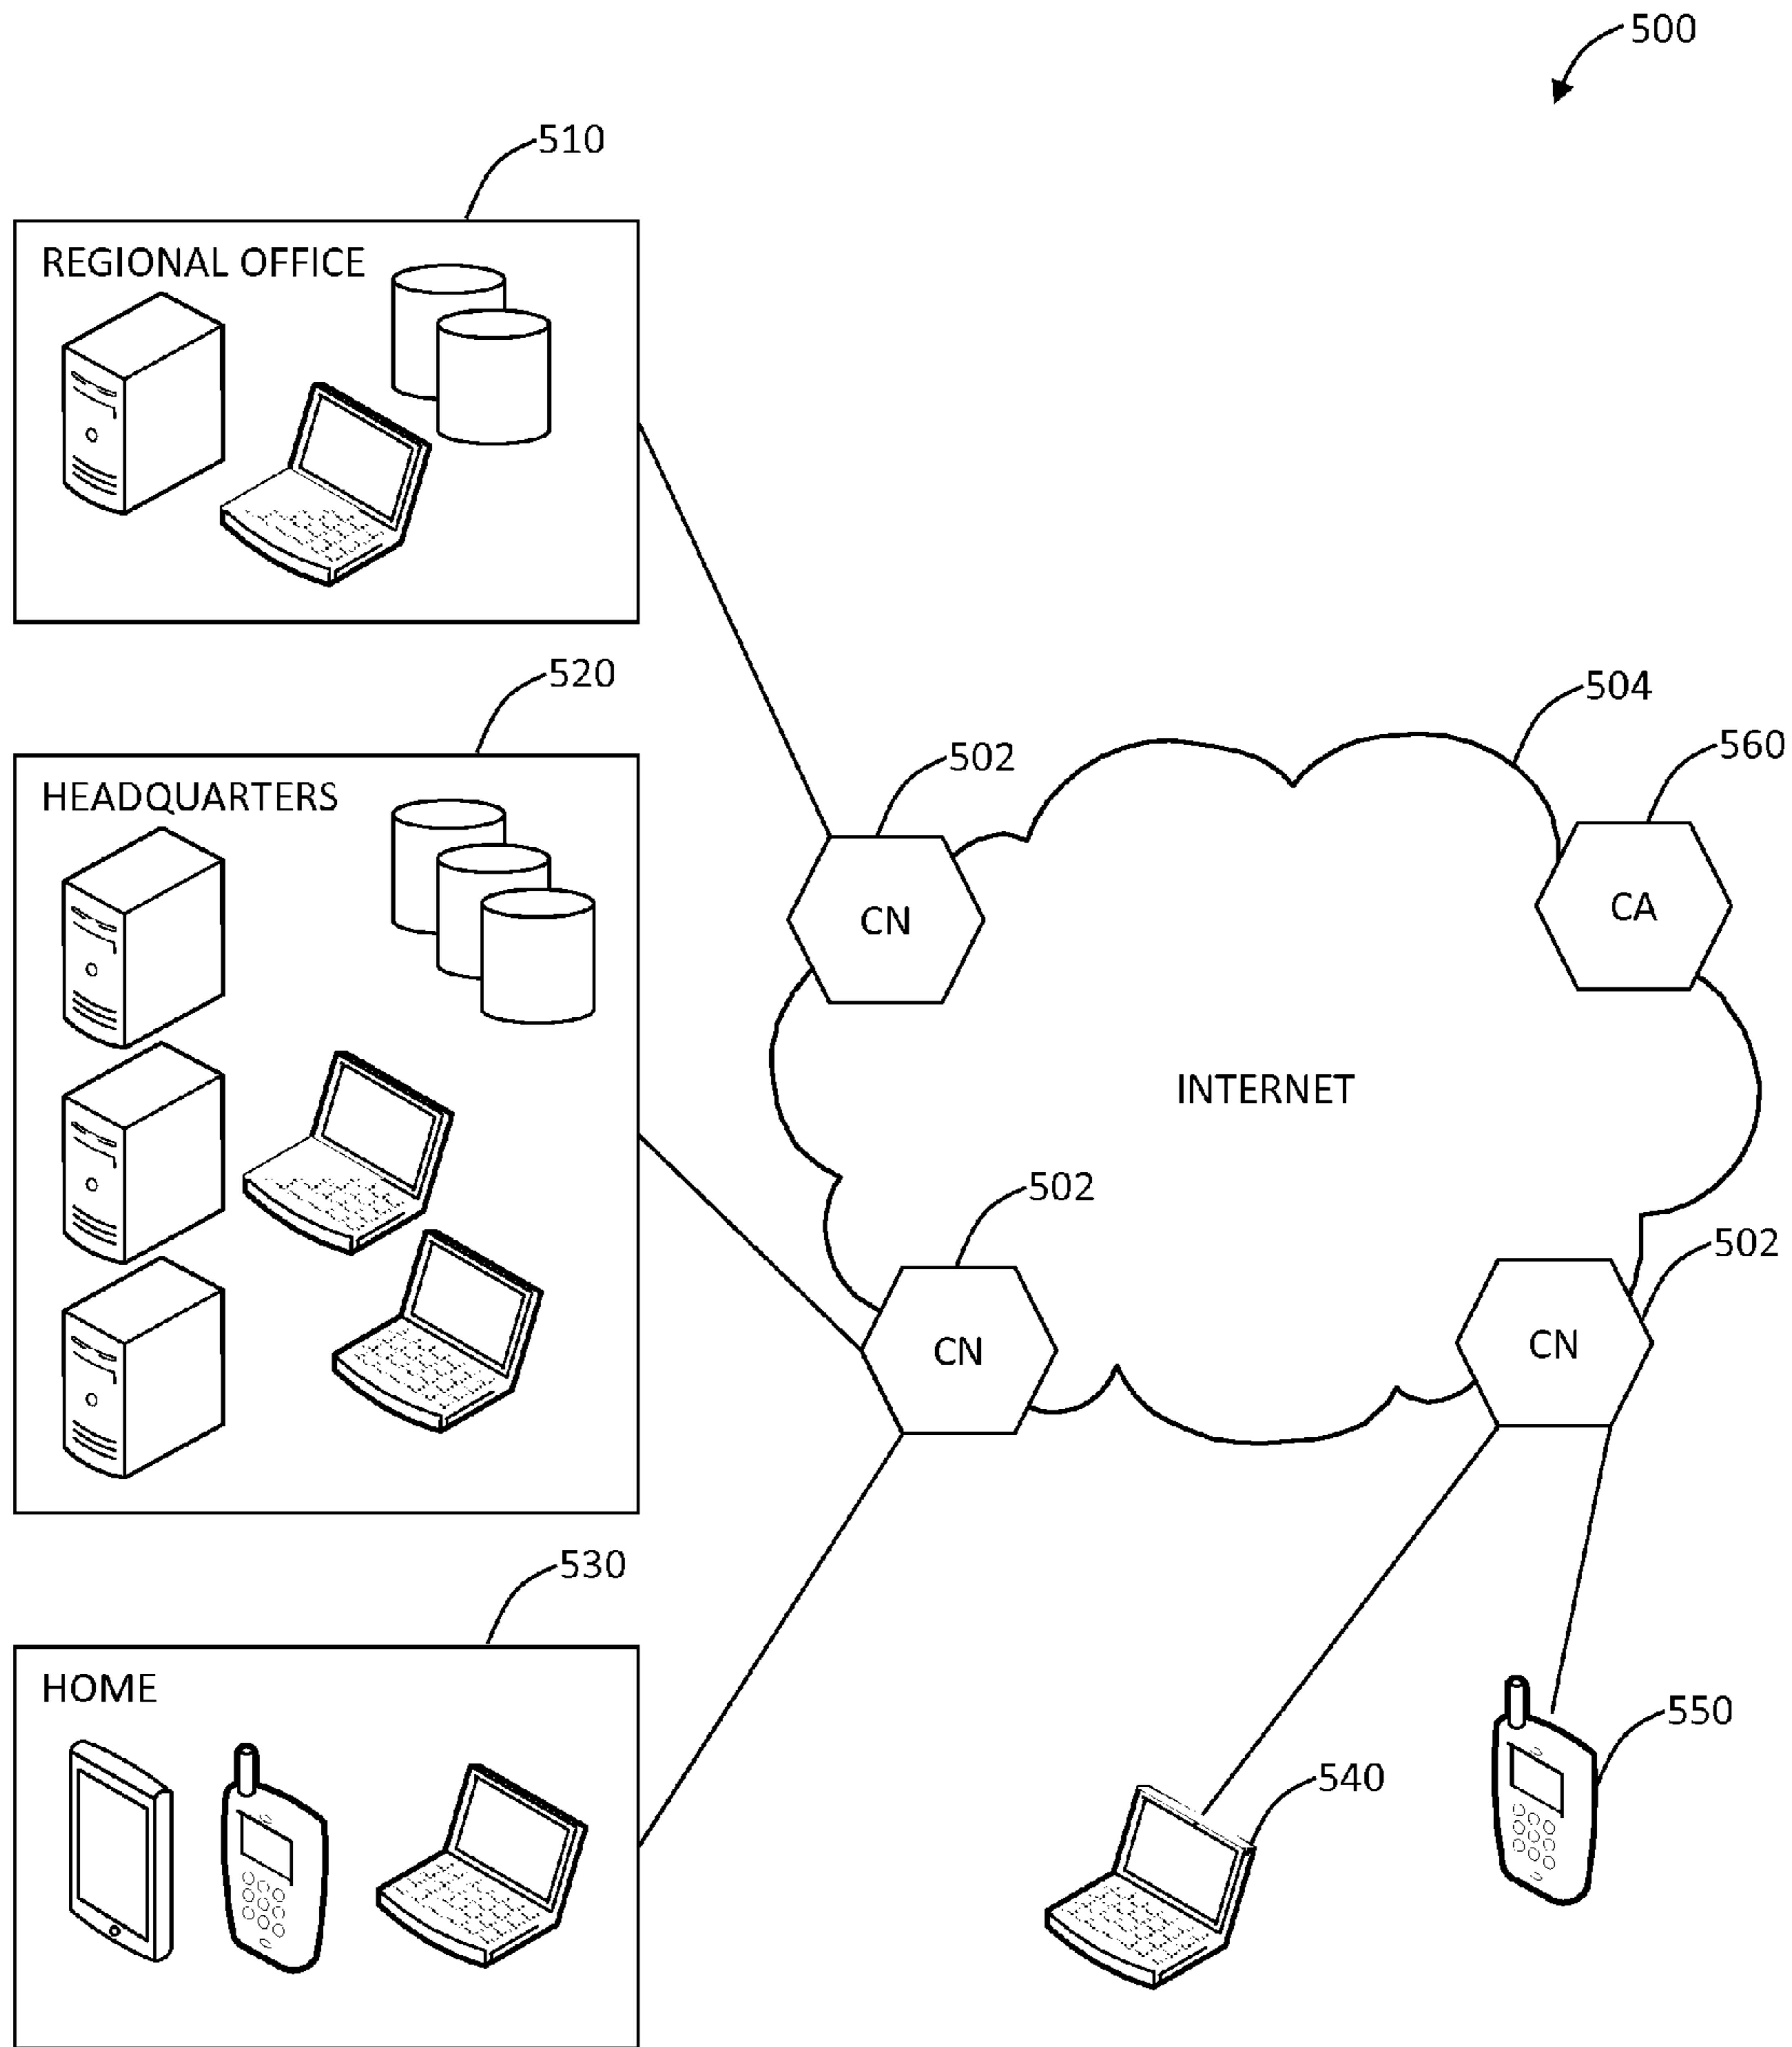 500
510
REGIONAL OFFICE
520
504
502
560
HEADQUARTERS
CN
CA
INTERNET
502
502
CN
CN
530
HOME
550
540